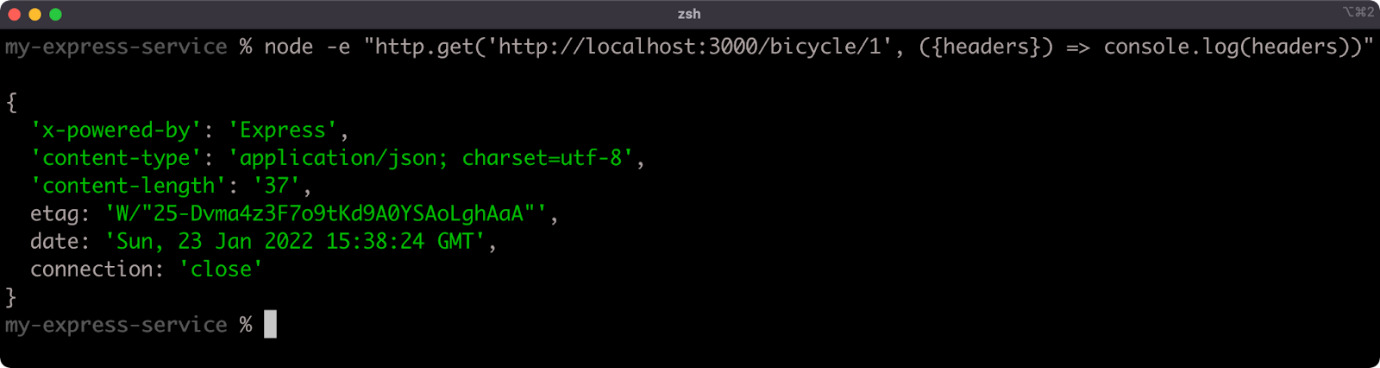 zsh
⌥⌘2
my-express-service % node -e "http.get('http://localhost:3000/bicycle/1', ({headers}) => console.log(headers))"
{
'x-powered-by': 'Express',
'content-type': 'application/json; charset=utf-8',
'content-length': '37',
etag: 'W/"25-Dvma4z3F7o9tKd9A0YSAoLghAaA"',
date: 'Sun, 23 Jan 2022 15:38:24 GMT',
connection: 'close'
}
my-express-service %